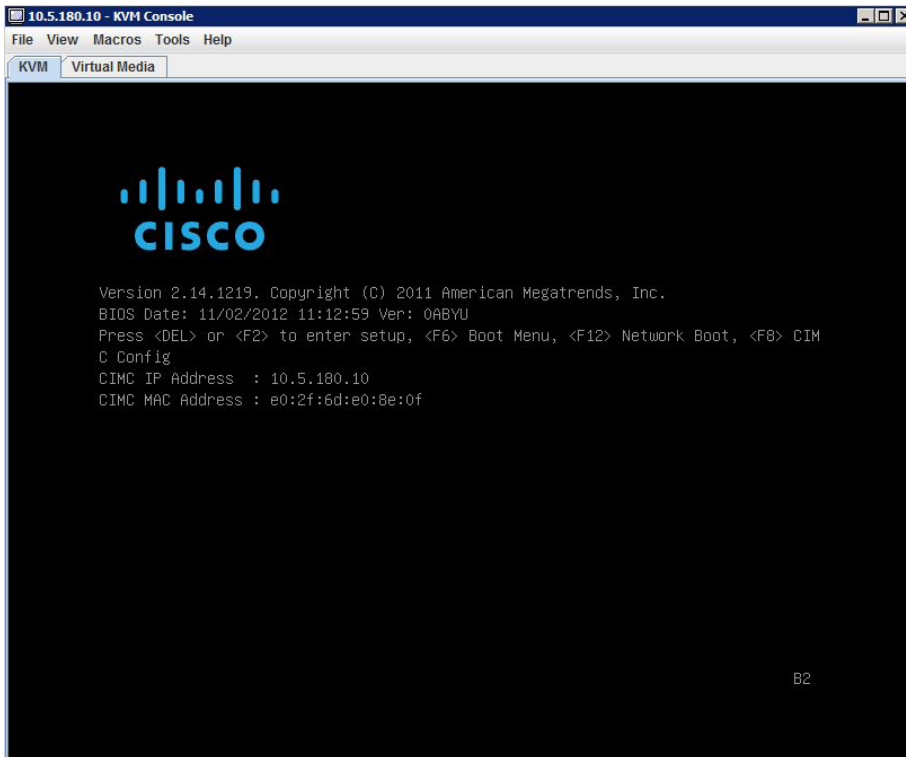 10.5.180.10 - KVM Console
File View Macros Tools Help
KVM Virtual Media
CISCO
Version 2.14.1219. Copyright (C) 2011 American Megatrends, Inc.
BIOS Date: 11/02/2012 11:12:59 Ver: 0ABYU
Press <DEL> or <F2> to enter setup, <F6> Boot Menu, <F12> Network Boot, <F8> CIM
C Config
CIMC IP Address : 10.5.180.10
CIMC MAC Address : e0:2f:6d:e0:8e:0f
B2